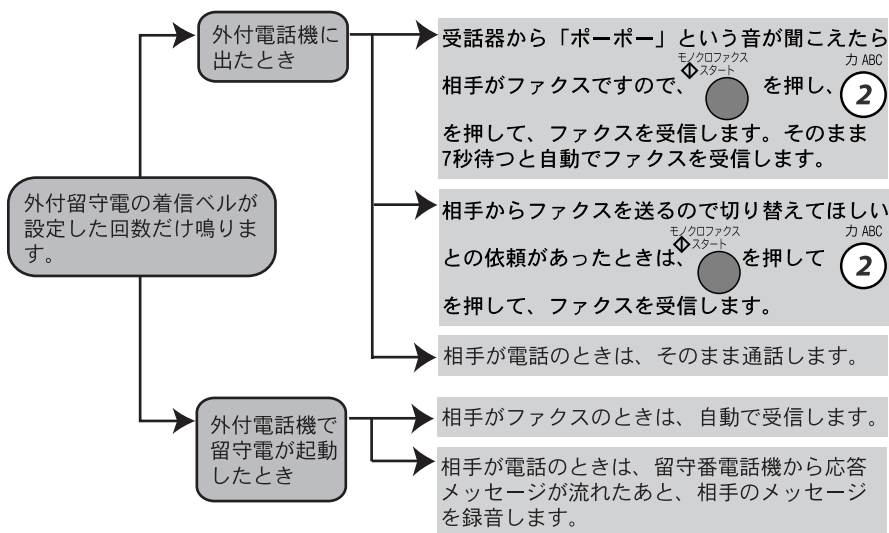 外付留守電の着信ベルが
設定した回数だけ鳴りま
す。
外付電話機に
出たとき
受話器から「ポーポー」という音が聞こえたら
モノクロファクス
スタート
カ ABC
相手がファクスですので、 を押し、 2
を押して、ファクスを受信します。そのまま
7秒待つと自動でファクスを受信します。
相手からファクスを送るので切り替えてほしい
モノクロファクス
スタート
カ ABC
との依頼があったときは、 を押して 2
を押して、ファクスを受信します。
相手が電話のときは、そのまま通話します。
外付電話機で
留守電が起動
したとき
相手がファクスのときは、自動で受信します。
相手が電話のときは、留守番電話機から応答
メッセージが流れたあと、相手のメッセージ
を録音します。